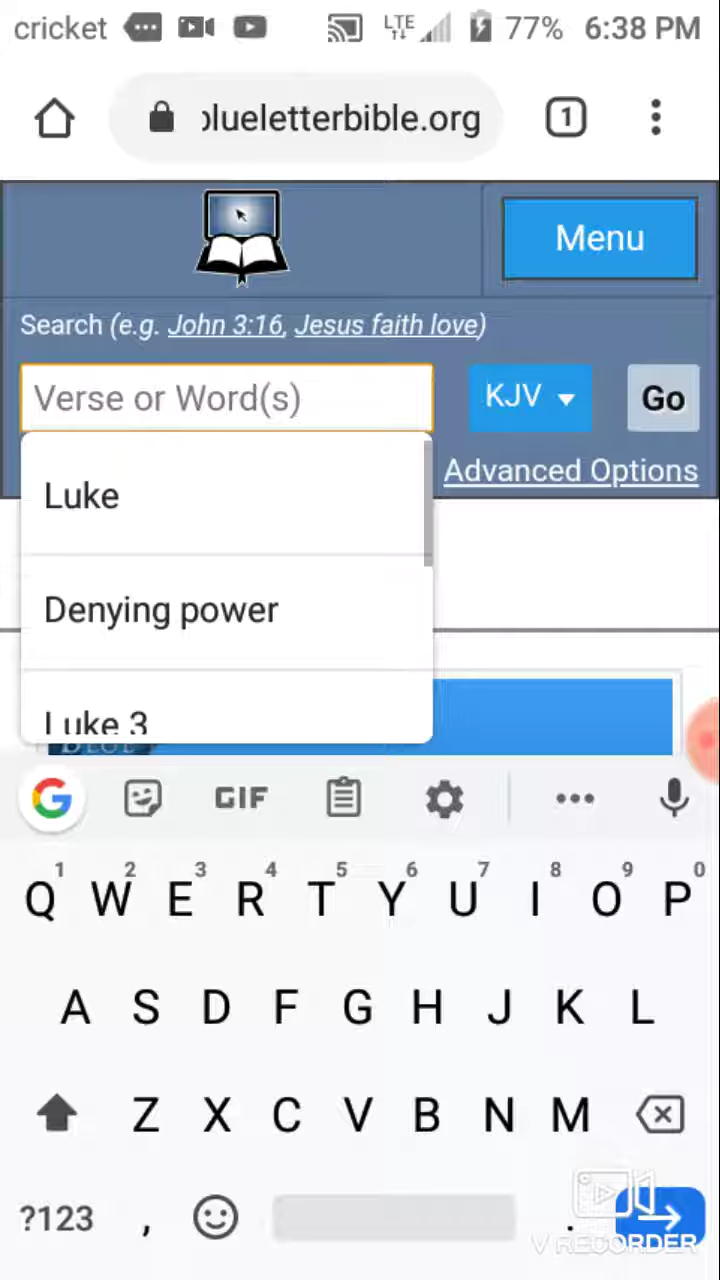 cricket LTE 77% 6:38 PM
blueletterbible.org 1
Menu
Search (e.g. John 3:16, Jesus faith love)
Verse or Word(s) KJV Go
Advanced Options
Luke
Denying power
Luke 3
BLUE
GIF
1 2 3 4 5 6 7 8 9 0
Q W E R T Y U I O P
A S D F G H J K L
Z X C V B N M
?123 , .
V RECORDER